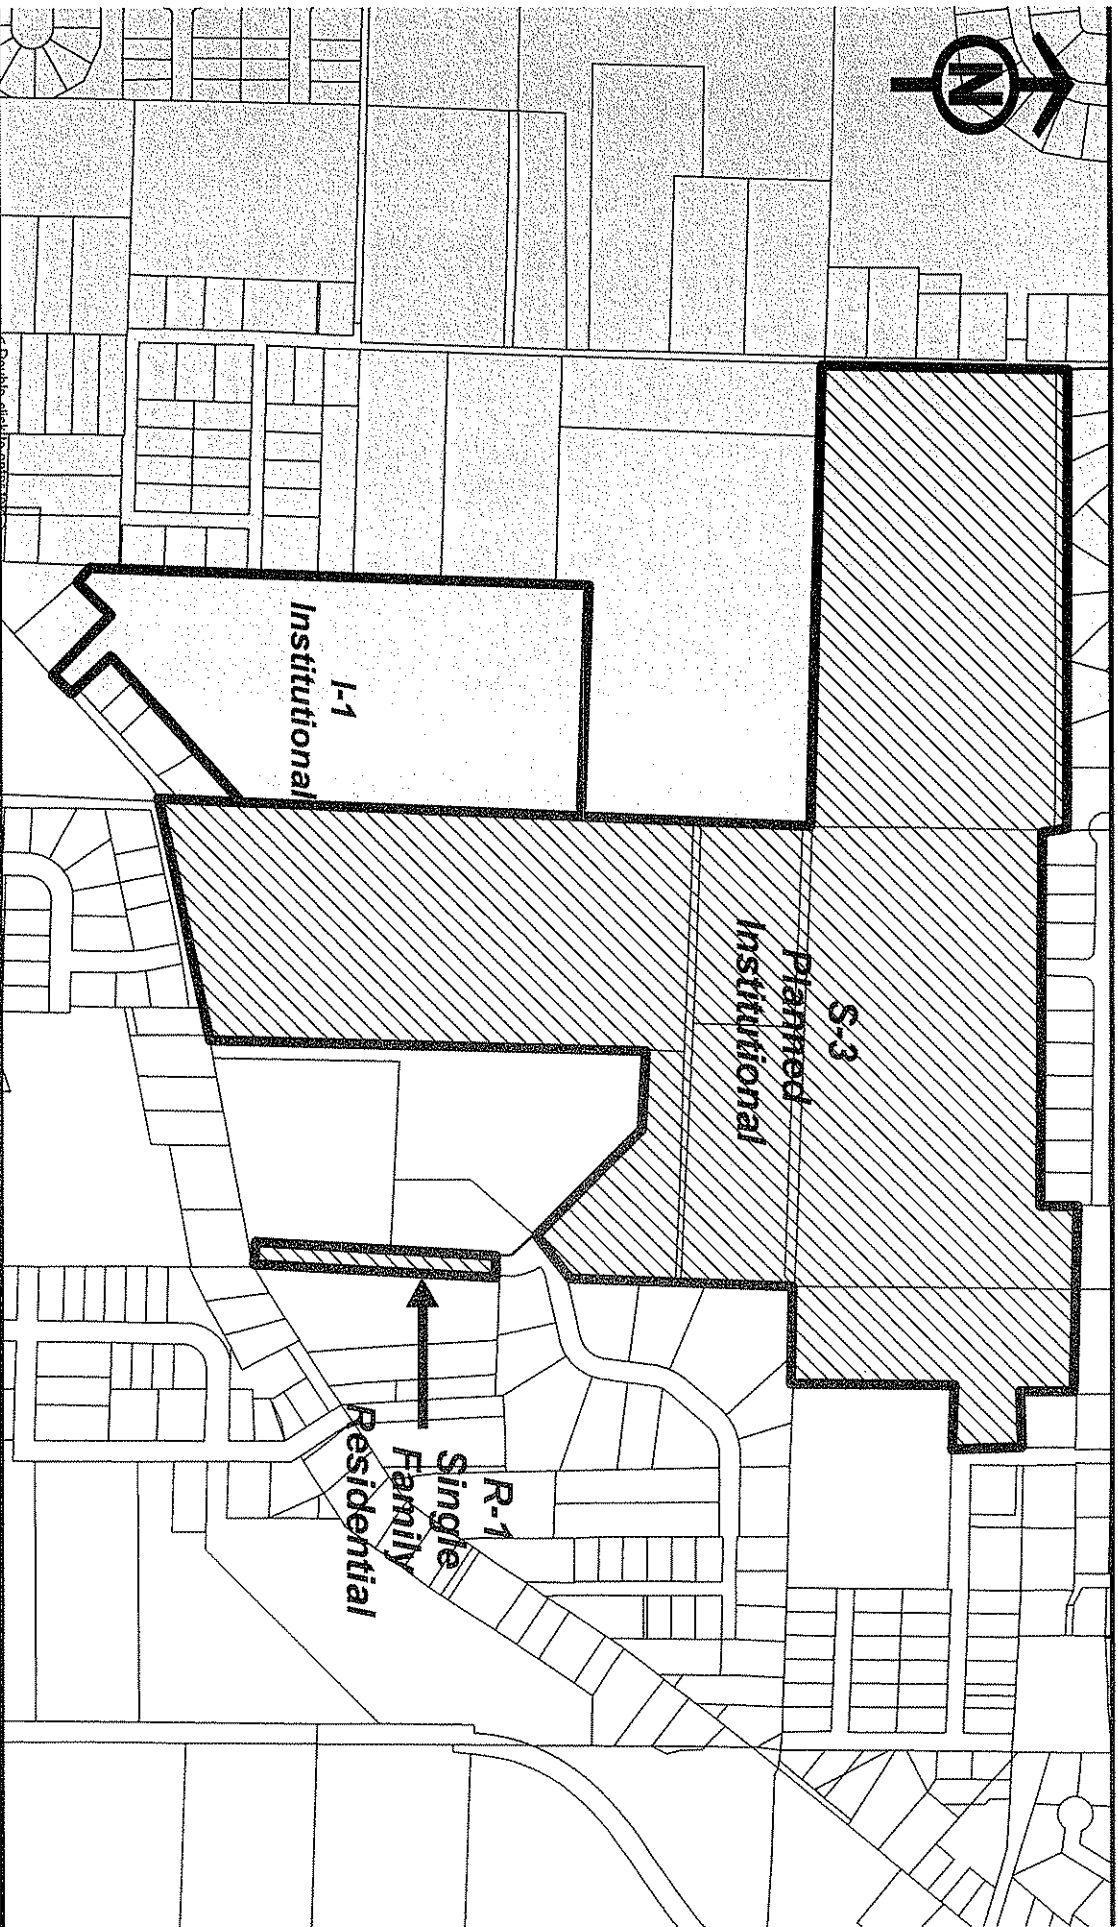 N
I-1
Institutional
S-3
Planned
Institutional
R-1
Single
Family
Residential